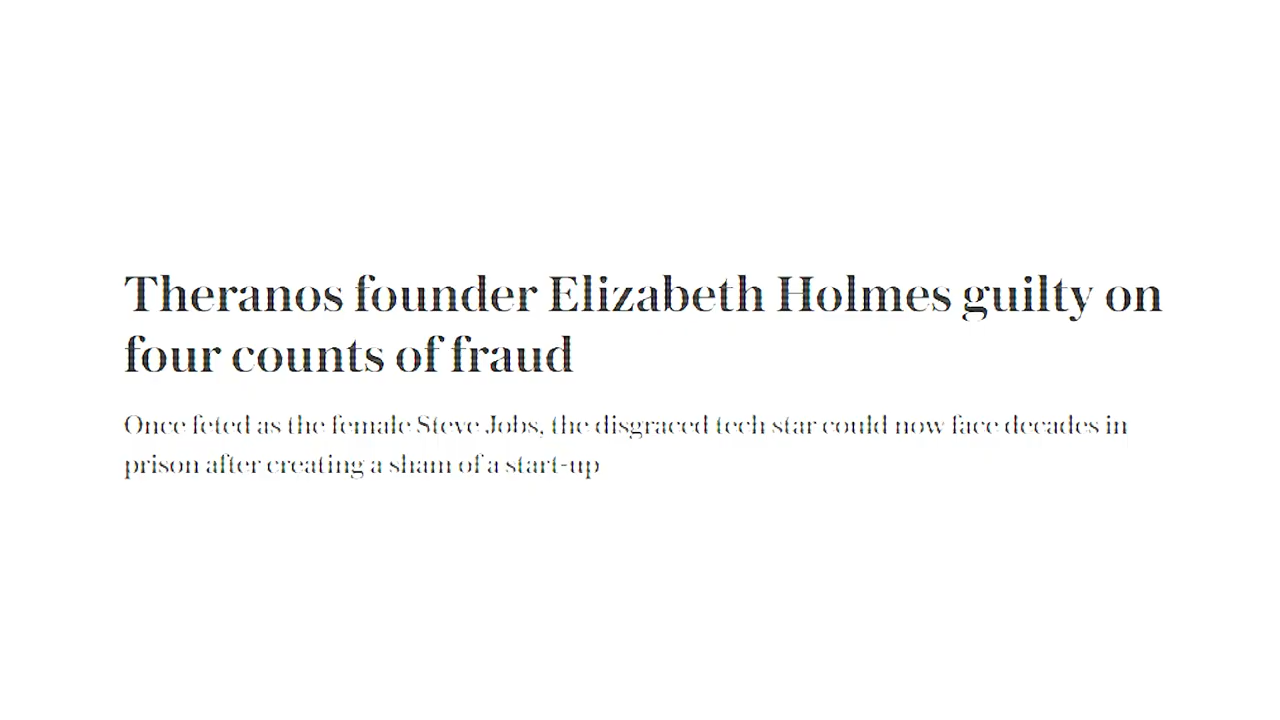 Theranos founder Elizabeth Holmes guilty on
four counts of fraud
Once feted as the female Steve Jobs, the disgraced tech star could now face decades in
prison after creating a sham of a start-up